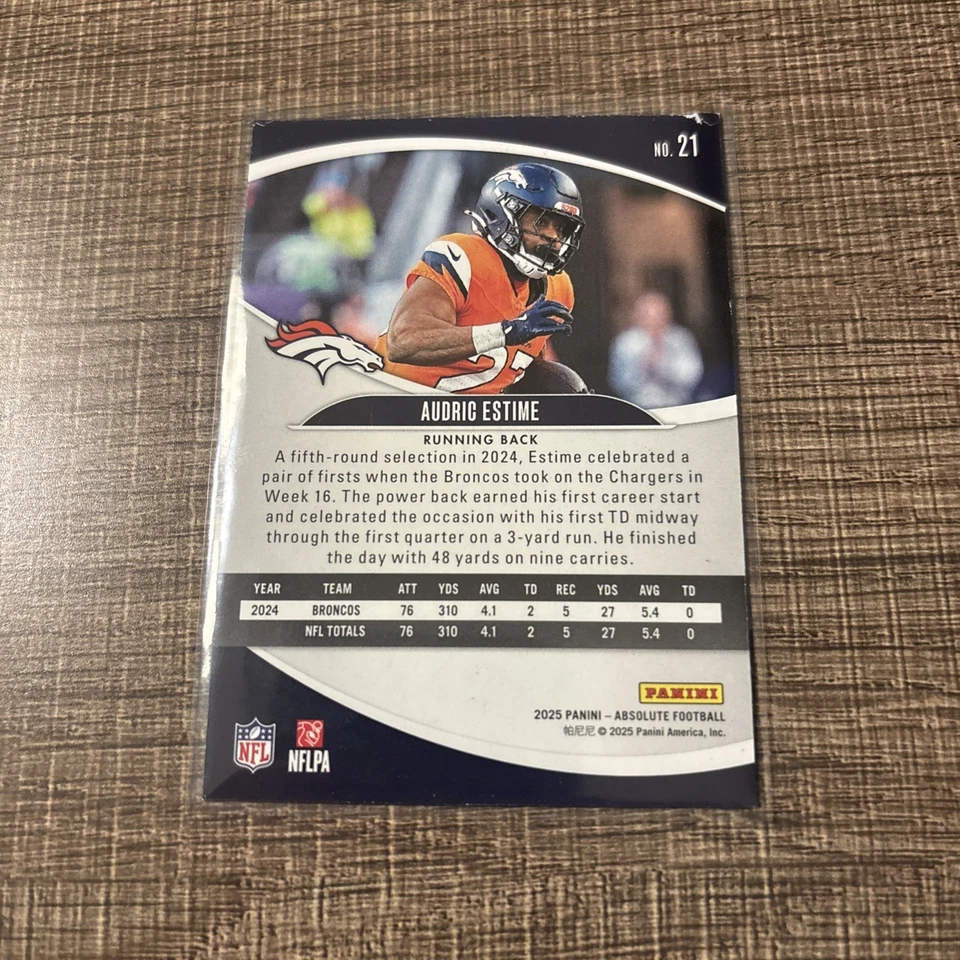 NO. 21
AUDRIC ESTIME
RUNNING BACK
A fifth-round selection in 2024, Estime celebrated a
pair of firsts when the Broncos took on the Chargers in
Week 16. The power back earned his first career start
and celebrated the occasion with his first TD midway
through the first quarter on a 3-yard run. He finished
the day with 48 yards on nine carries.
YEAR TEAM ATT YDS AVG TD REC YDS AVG TD
2024 BRONCOS 76 310 4.1 2 5 27 5.4 0
NFL TOTALS 76 310 4.1 2 5 27 5.4 0
PANINI
2025 PANINI – ABSOLUTE FOOTBALL
帕尼尼 © 2025 Panini America, Inc.
NFL
NFLPA